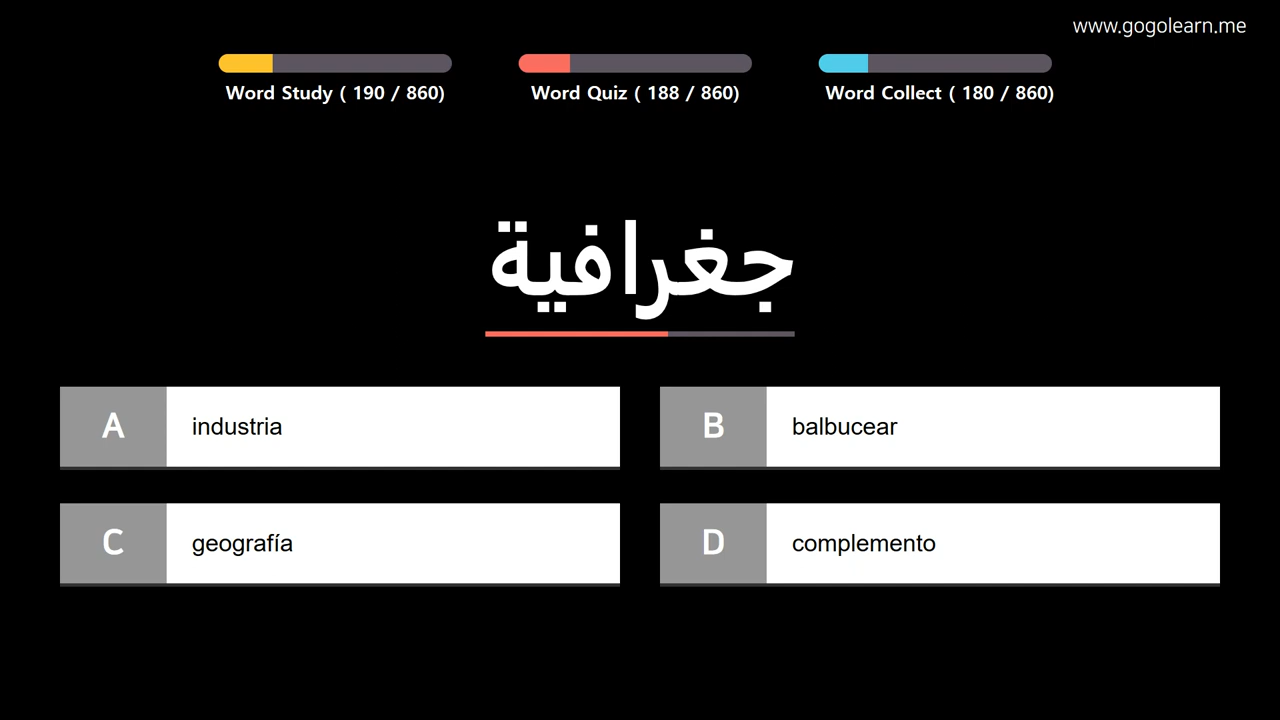 www.gogolearn.me
Word Study ( 190 / 860)
Word Quiz ( 188 / 860)
Word Collect ( 180 / 860)
جغرافية
A industria
B balbucear
C geografía
D complemento